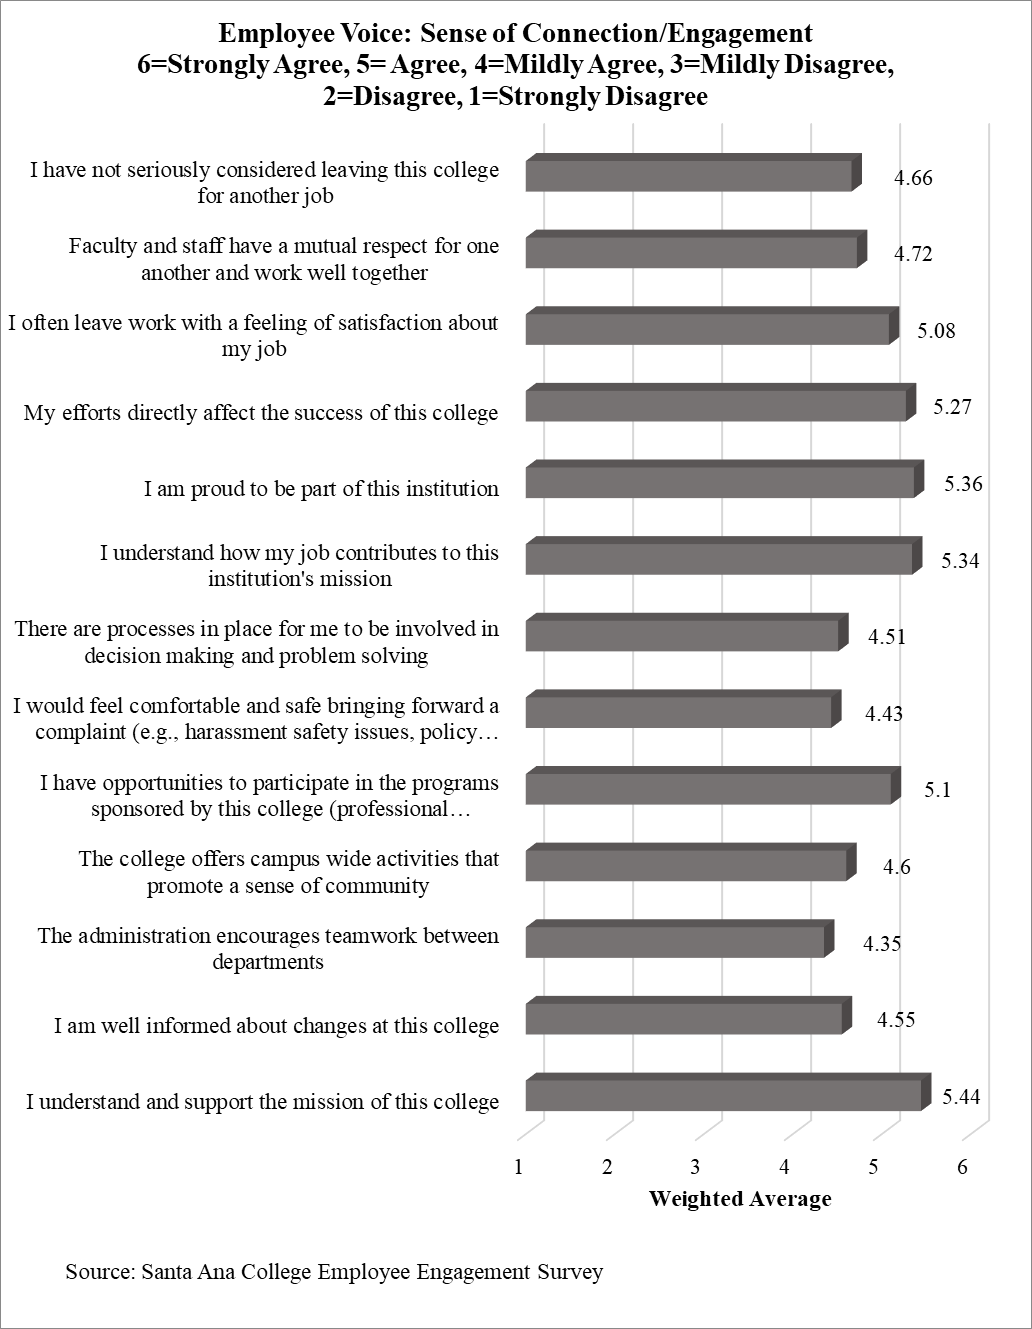 Employee Voice: Sense of Connection/Engagement
6=Strongly Agree, 5= Agree, 4=Mildly Agree, 3=Mildly Disagree,
2=Disagree, 1=Strongly Disagree
I have not seriously considered leaving this college
for another job
4.66
Faculty and staff have a mutual respect for one
another and work well together
4.72
I often leave work with a feeling of satisfaction about
my job
5.08
My efforts directly affect the success of this college
5.27
I am proud to be part of this institution
5.36
I understand how my job contributes to this
institution's mission
5.34
There are processes in place for me to be involved in
decision making and problem solving
4.51
I would feel comfortable and safe bringing forward a
complaint (e.g., harassment safety issues, policy…
4.43
I have opportunities to participate in the programs
sponsored by this college (professional…
5.1
The college offers campus wide activities that
promote a sense of community
4.6
The administration encourages teamwork between
departments
4.35
I am well informed about changes at this college
4.55
I understand and support the mission of this college
5.44
1 2 3 4 5 6
Weighted Average
Source: Santa Ana College Employee Engagement Survey